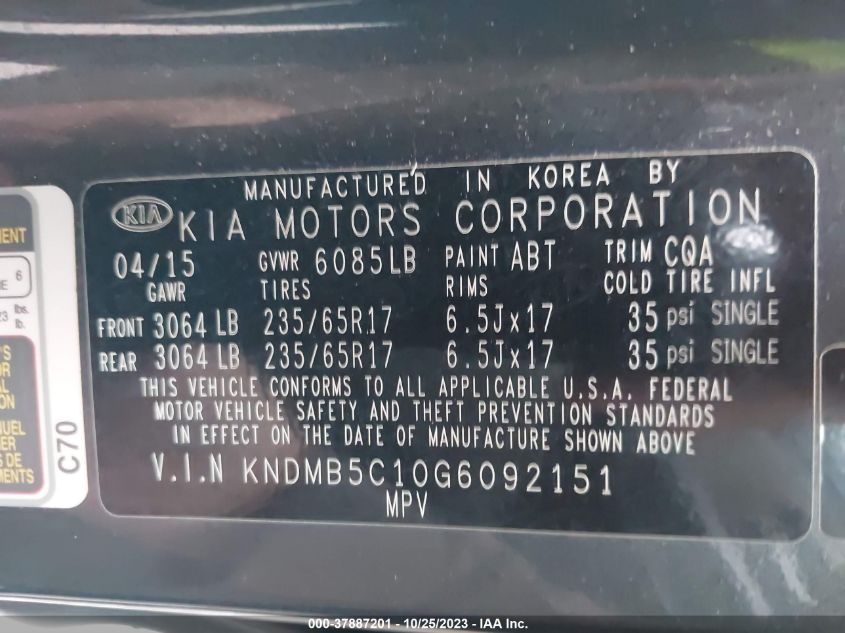 MANUFACTURED IN KOREA BY
KIA KIA MOTORS CORPORATION
04/15 GVWR 6085LB PAINT ABT TRIM CQA
GAWR TIRES RIMS COLD TIRE INFL
FRONT 3064 LB 235/65R17 6.5Jx17 35 psi SINGLE
REAR 3064 LB 235/65R17 6.5Jx17 35 psi SINGLE
THIS VEHICLE CONFORMS TO ALL APPLICABLE U.S.A. FEDERAL
MOTOR VEHICLE SAFETY AND THEFT PREVENTION STANDARDS
IN EFFECT ON THE DATE OF MANUFACTURE SHOWN ABOVE
V.I.N KNDMB5C10G6092151
MPV
6
lbs.
lb.
C70
000-37887201 - 10/25/2023 - IAA Inc.